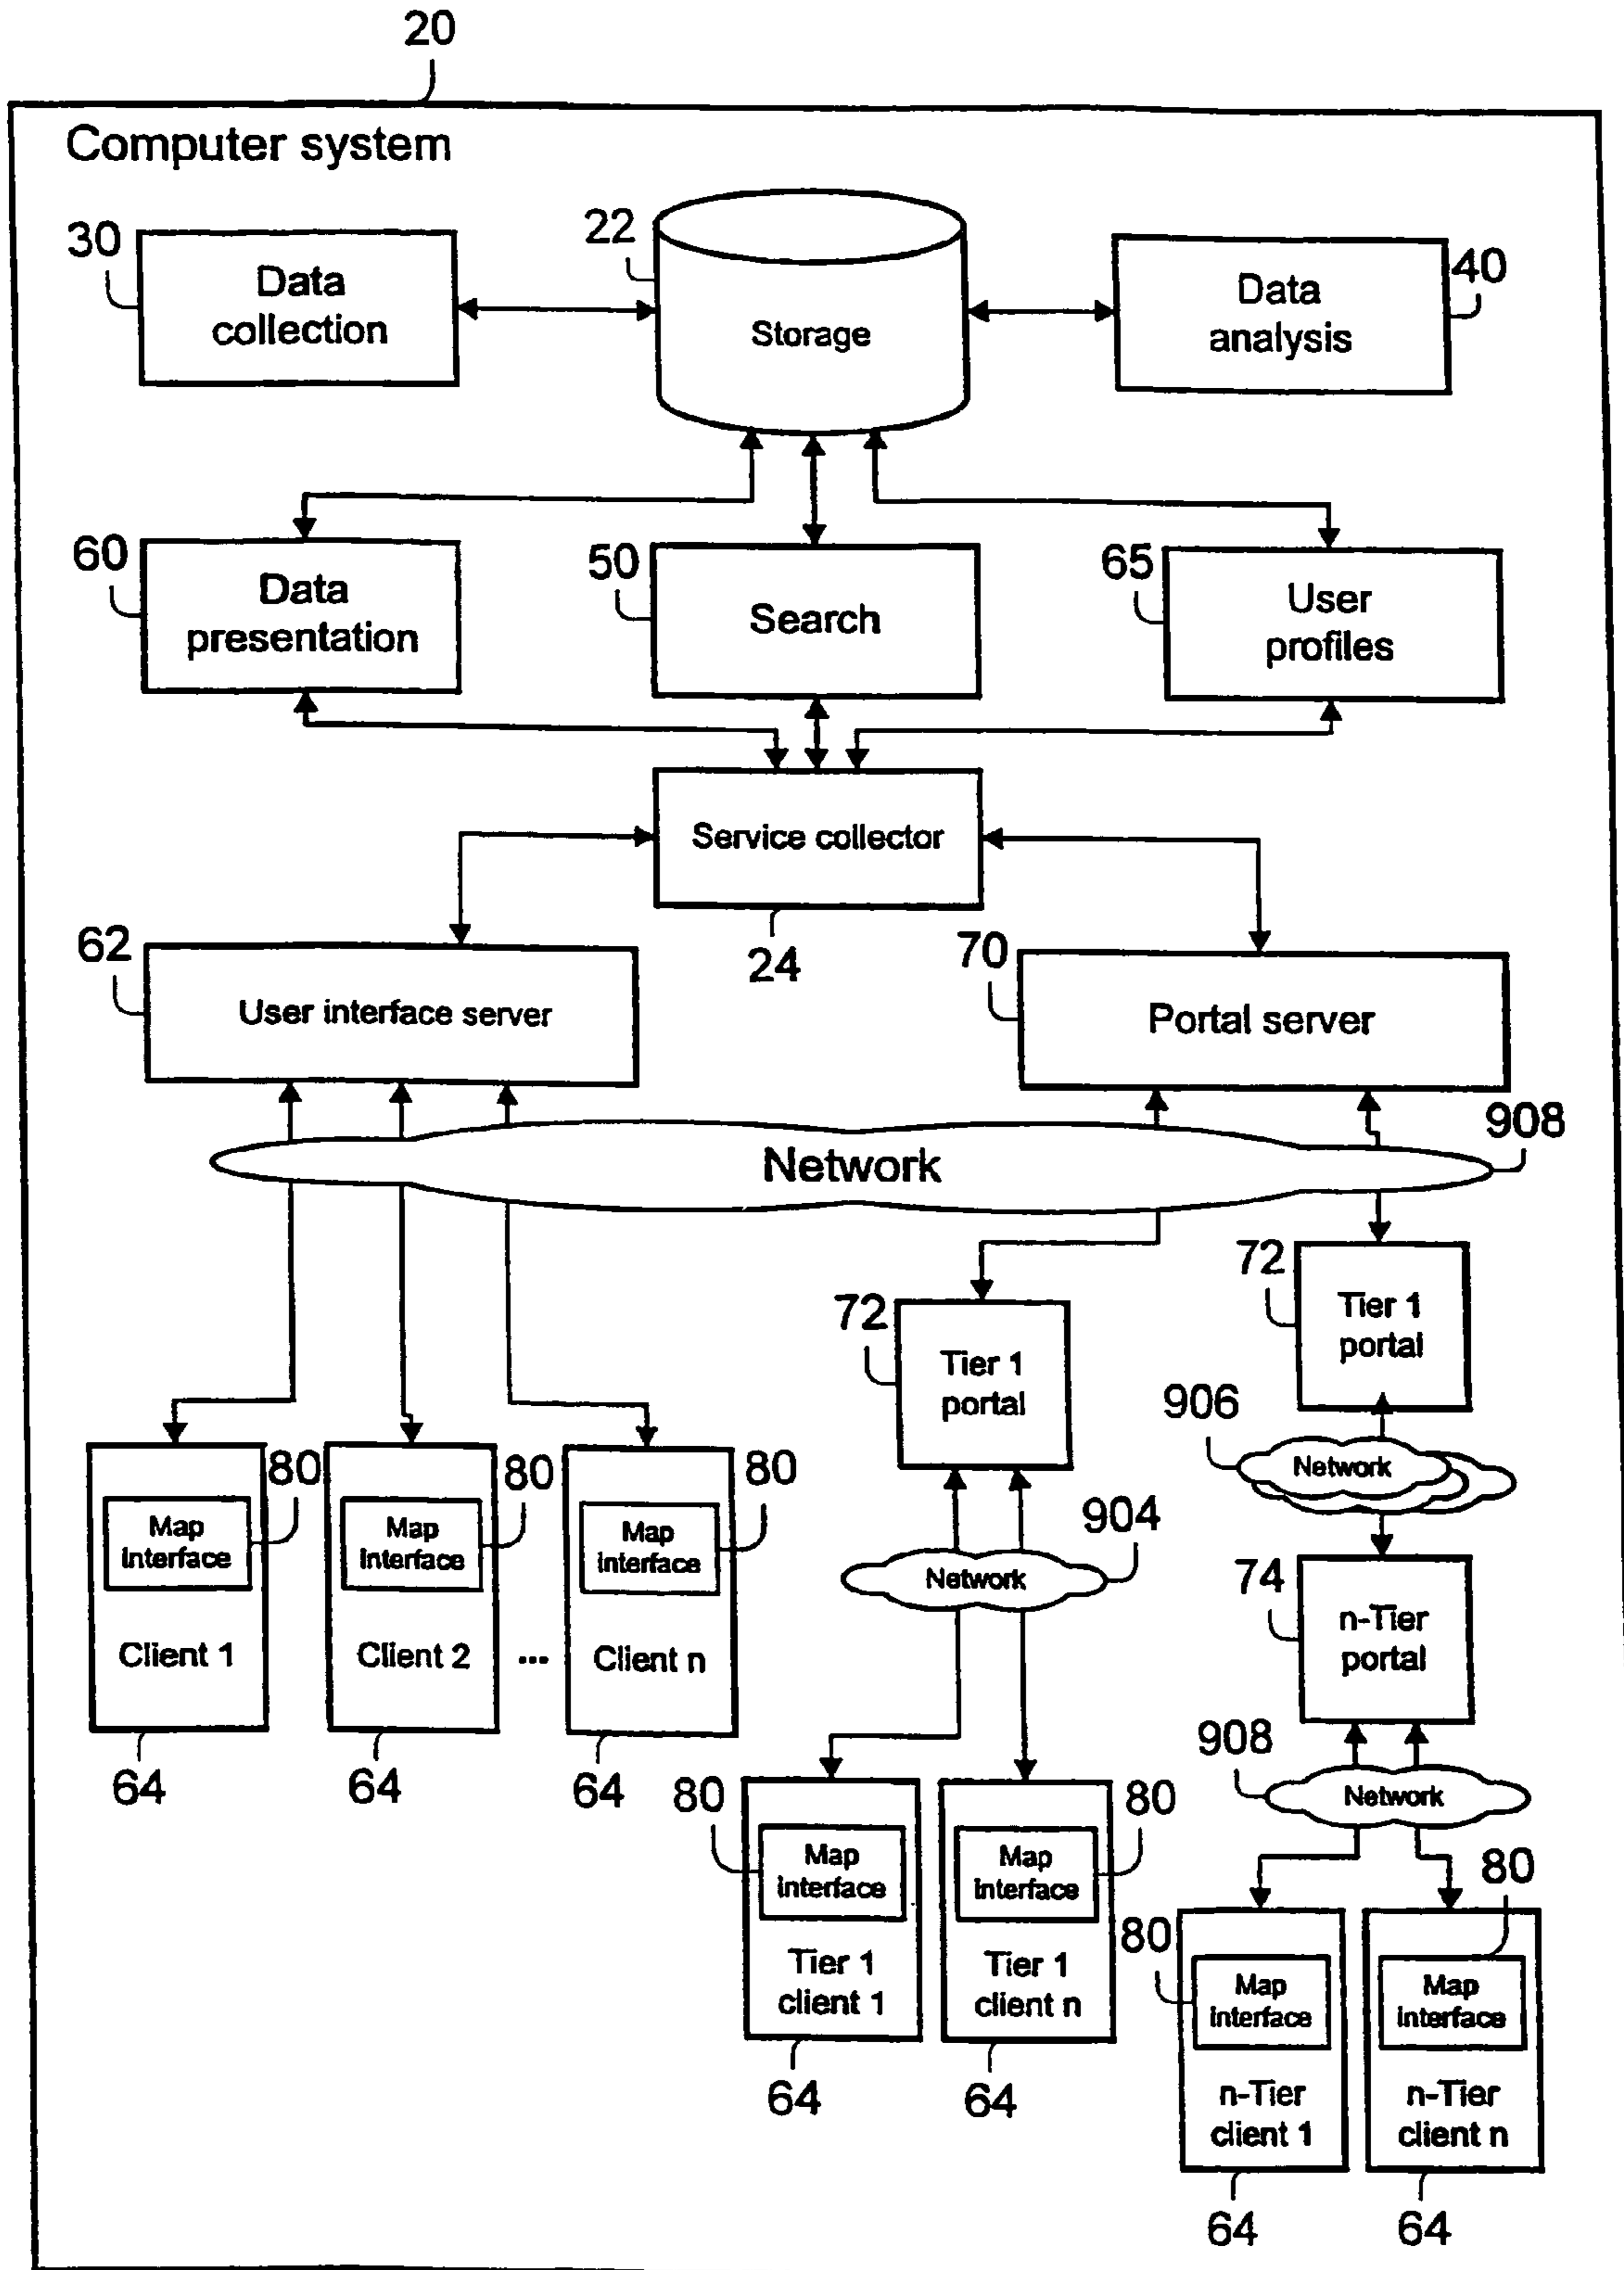 20
Computer system
30
Data
collection
22
Storage
40
Data
analysis
60
Data
presentation
50
Search
65
User
profiles
Service collector
24
62
User interface server
70
Portal server
908
Network
72
Tier 1
portal
72
Tier 1
portal
906
Network
904
Network
74
n-Tier
portal
908
Network
80
Map
interface
Client 1
64
80
Map
interface
Client 2
64
...
80
Map
interface
Client n
64
80
Map
interface
Tier 1
client 1
64
80
Map
interface
Tier 1
client n
64
80
Map
interface
n-Tier
client 1
64
80
Map
interface
n-Tier
client n
64